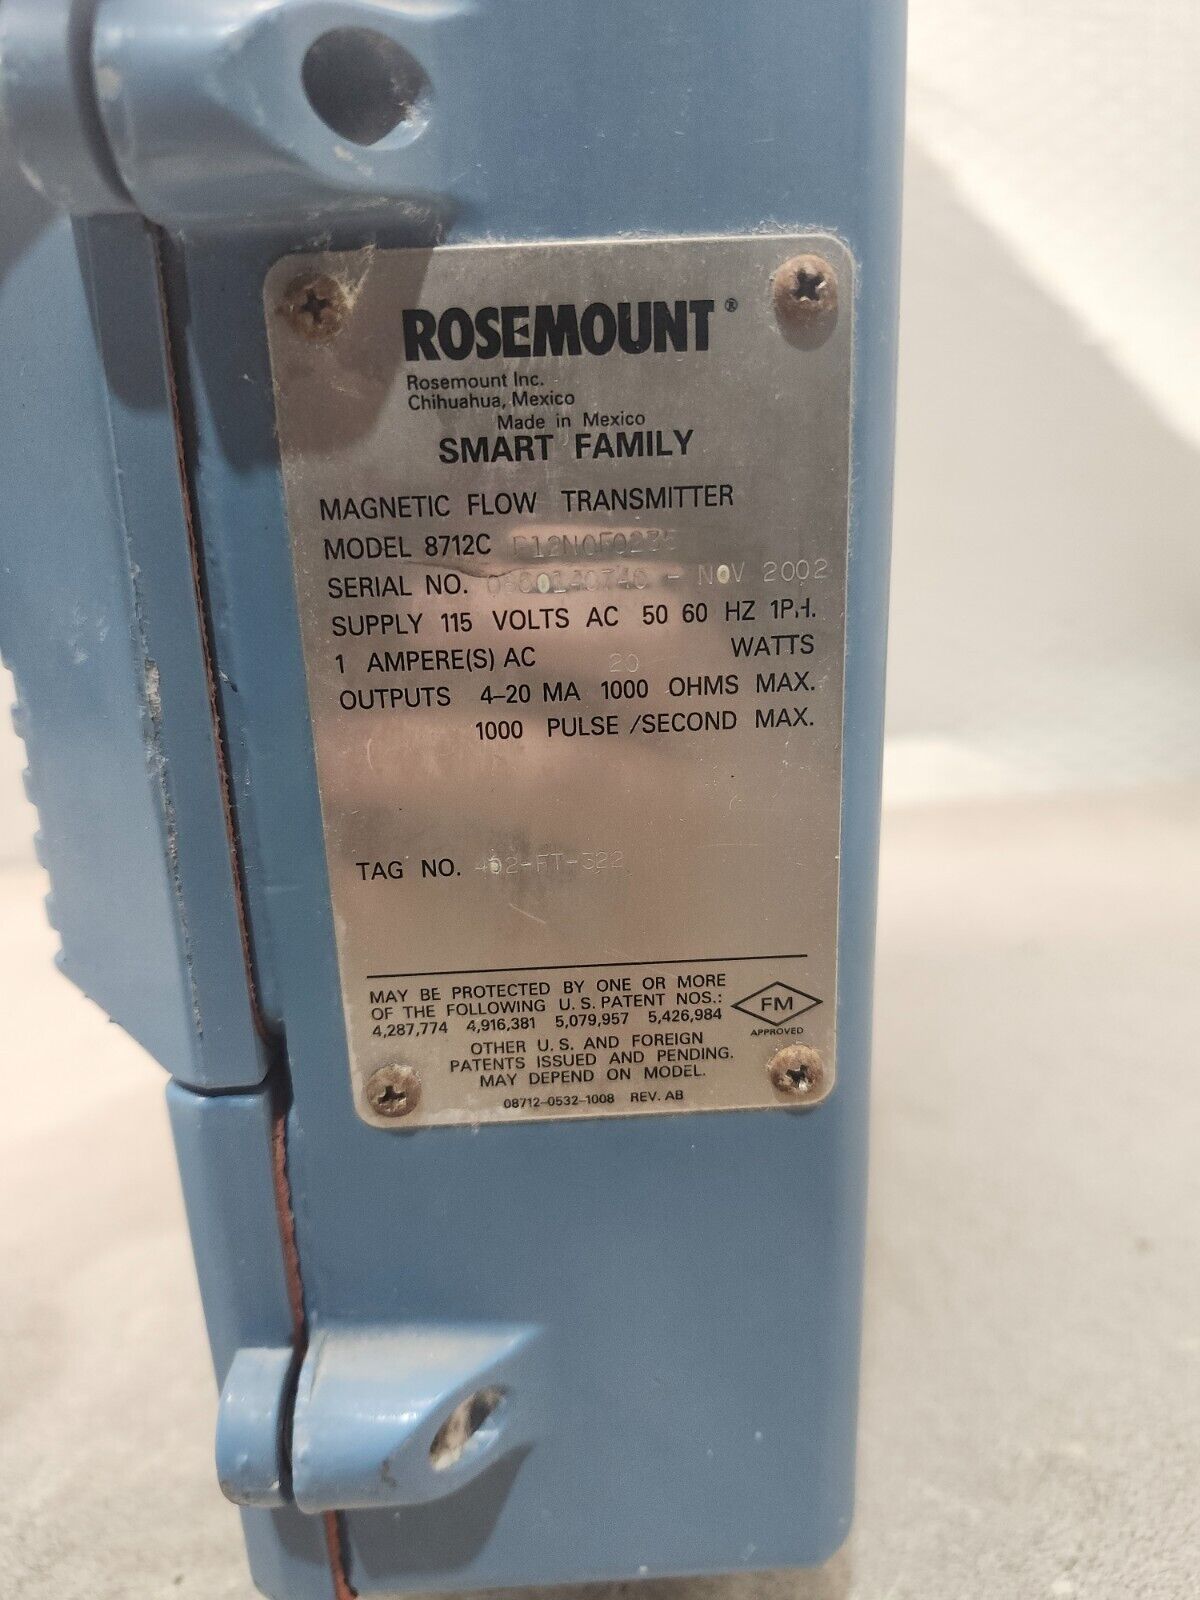 ROSEMOUNT®
Rosemount Inc.
Chihuahua, Mexico
Made in Mexico
SMART FAMILY
MAGNETIC FLOW TRANSMITTER
MODEL 8712C
SERIAL NO. - NOV 2002
SUPPLY 115 VOLTS AC 50 60 HZ 1PH.
1 AMPERE(S) AC 20 WATTS
OUTPUTS 4-20 MA 1000 OHMS MAX.
1000 PULSE /SECOND MAX.
TAG NO.
MAY BE PROTECTED BY ONE OR MORE
OF THE FOLLOWING U.S. PATENT NOS.:
4,287,774 4,916,381 5,079,957 5,426,984
FM
APPROVED
OTHER U.S. AND FOREIGN
PATENTS ISSUED AND PENDING.
MAY DEPEND ON MODEL.
08712-0532-1008 REV. AB